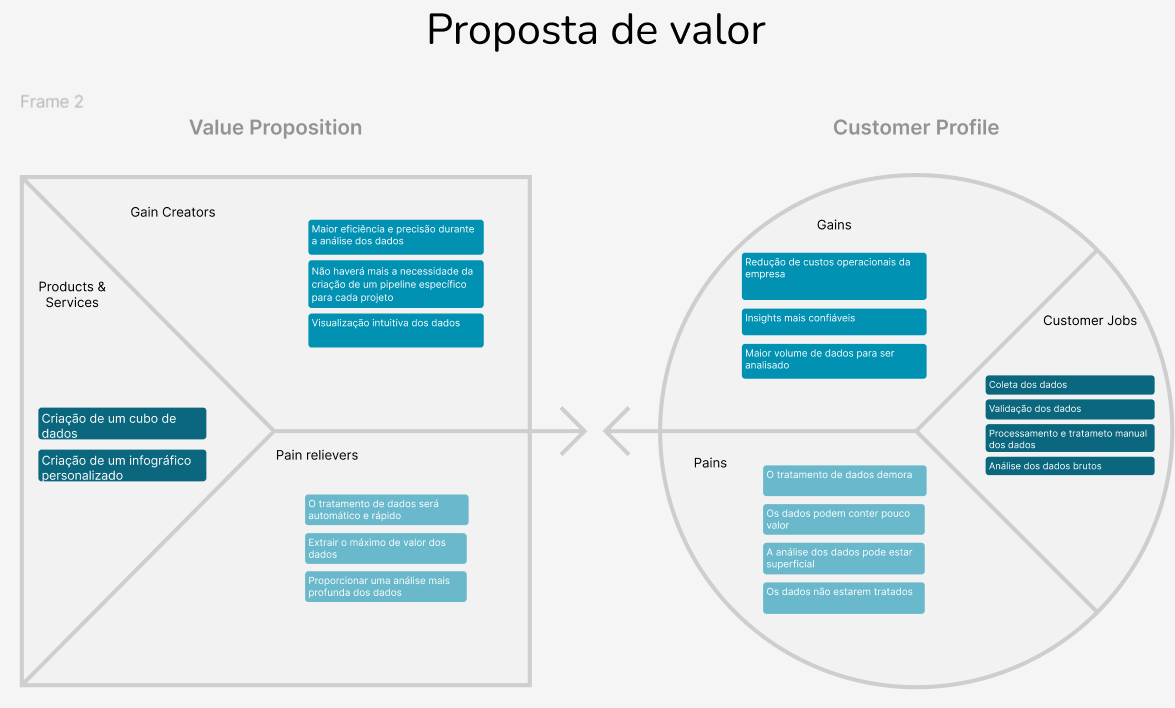 Proposta de valor
Frame 2
Value Proposition
Gain Creators
Maior eficiência e precisão durante
a análise dos dados
Não haverá mais a necessidade da
criação de um pipeline específico
para cada projeto
Visualização intuitiva dos dados
Products &
Services
Criação de um cubo de
dados
Criação de um infográfico
personalizado
Pain relievers
O tratamento de dados será
automático e rápido
Extrair o máximo de valor dos
dados
Proporcionar uma análise mais
profunda dos dados
Customer Profile
Gains
Redução de custos operacionais da
empresa
Insights mais confiáveis
Maior volume de dados para ser
analisado
Customer Jobs
Coleta dos dados
Validação dos dados
Processamento e tratameto manual
dos dados
Análise dos dados brutos
Pains
O tratamento de dados demora
Os dados podem conter pouco
valor
A análise dos dados pode estar
superficial
Os dados não estarem tratados